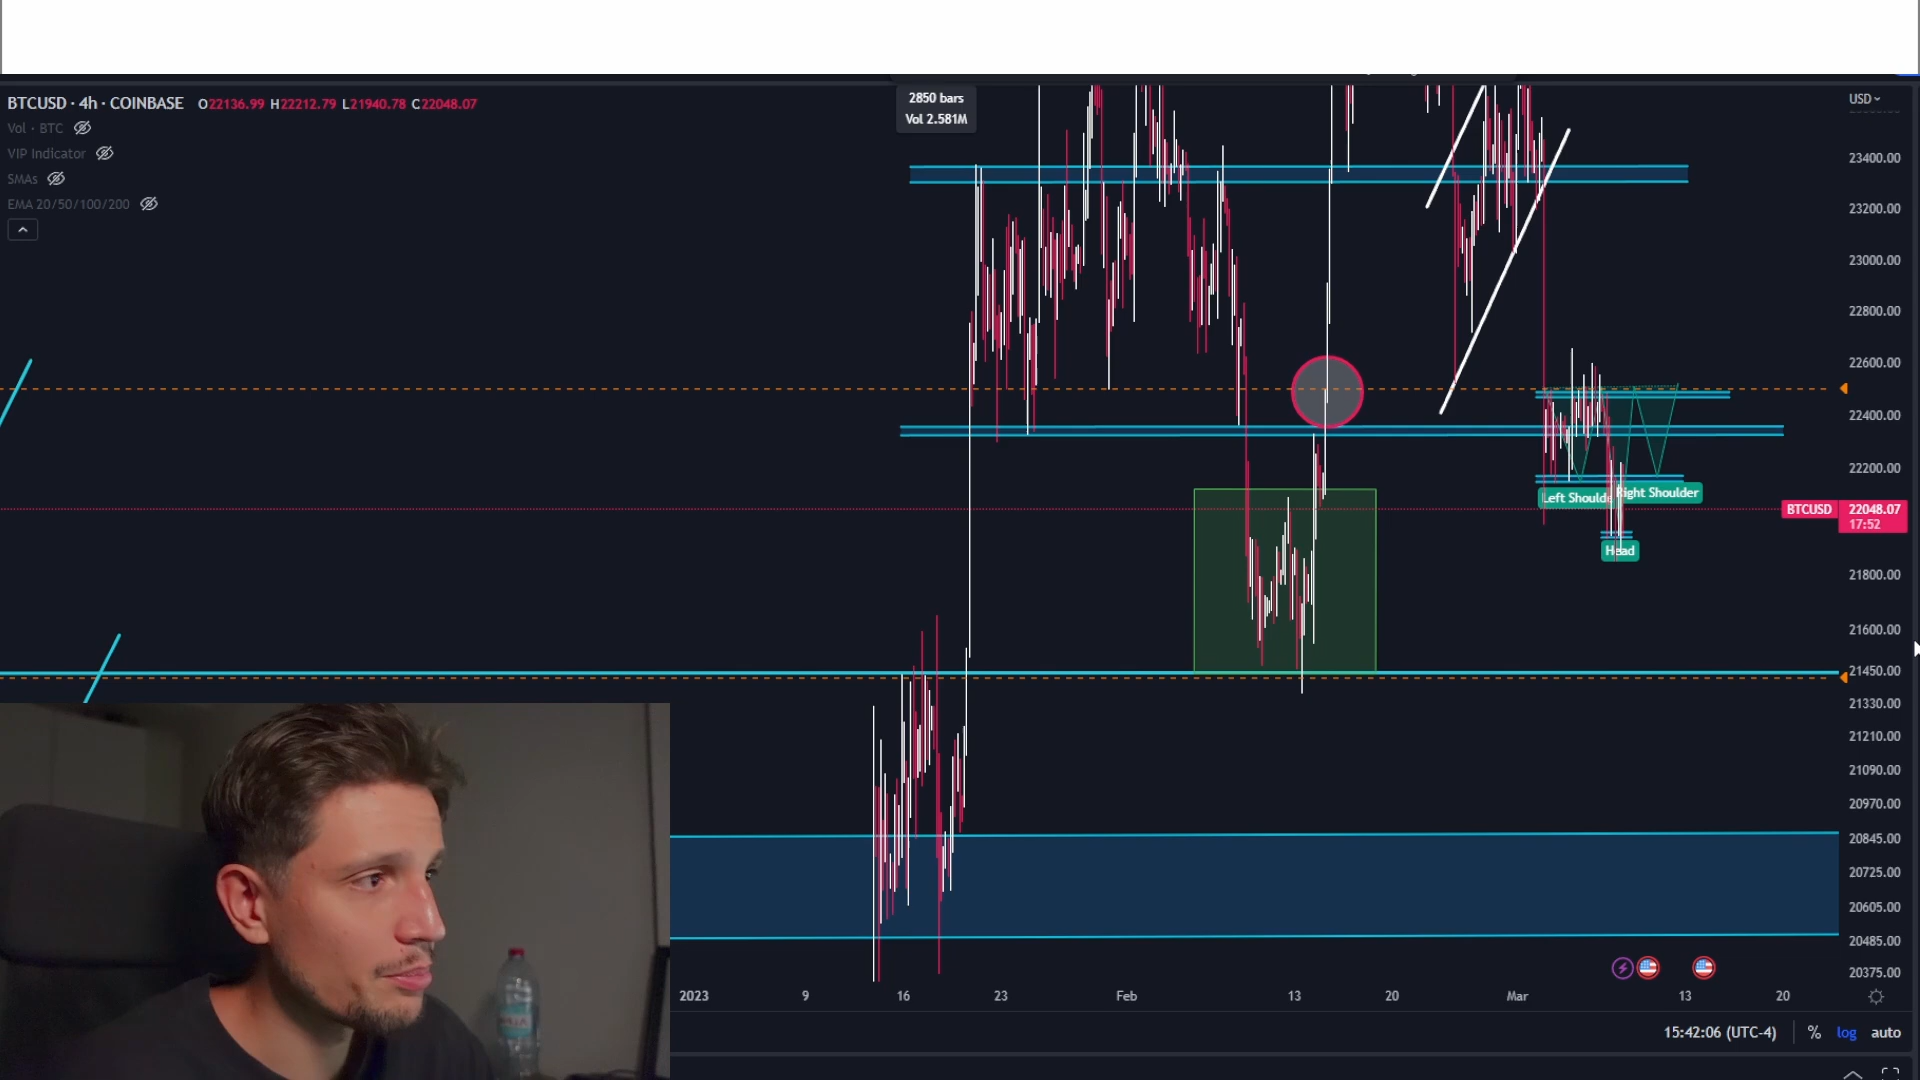 2850 bars
Vol 2.581M
BTCUSD · 4h · COINBASE O22136.99 H22212.79 L21940.78 C22048.07
Vol · BTC
VIP Indicator
SMAs
EMA 20/50/100/200
USD
23400.00
23200.00
23000.00
22800.00
22600.00
22400.00
22200.00
BTCUSD 22048.07
17:52
21800.00
21600.00
21450.00
21330.00
21210.00
21090.00
20970.00
20845.00
20725.00
20605.00
20485.00
20375.00
Left Shoulde
Right Shoulder
Head
2023 9 16 23 Feb 13 20 Mar 13 20
15:42:06 (UTC-4) % log auto